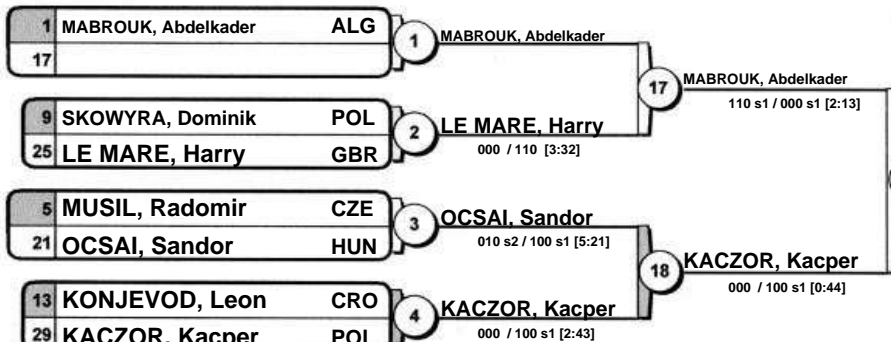 1 MABROUK, Abdelkader ALG
17
1
MABROUK, Abdelkader
9 SKOWYRA, Dominik POL
25 LE MARE, Harry GBR
2
LE MARE, Harry
000 / 110 [3:32]
17
MABROUK, Abdelkader
110 s1 / 000 s1 [2:13]
5 MUSIL, Radomir CZE
21 OCSAI, Sandor HUN
3
OCSAI, Sandor
010 s2 / 100 s1 [5:21]
13 KONJEVOD, Leon CRO
29 KACZOR, Kacper POL
4
KACZOR, Kacper
000 / 100 s1 [2:43]
18
KACZOR, Kacper
000 / 100 s1 [0:44]